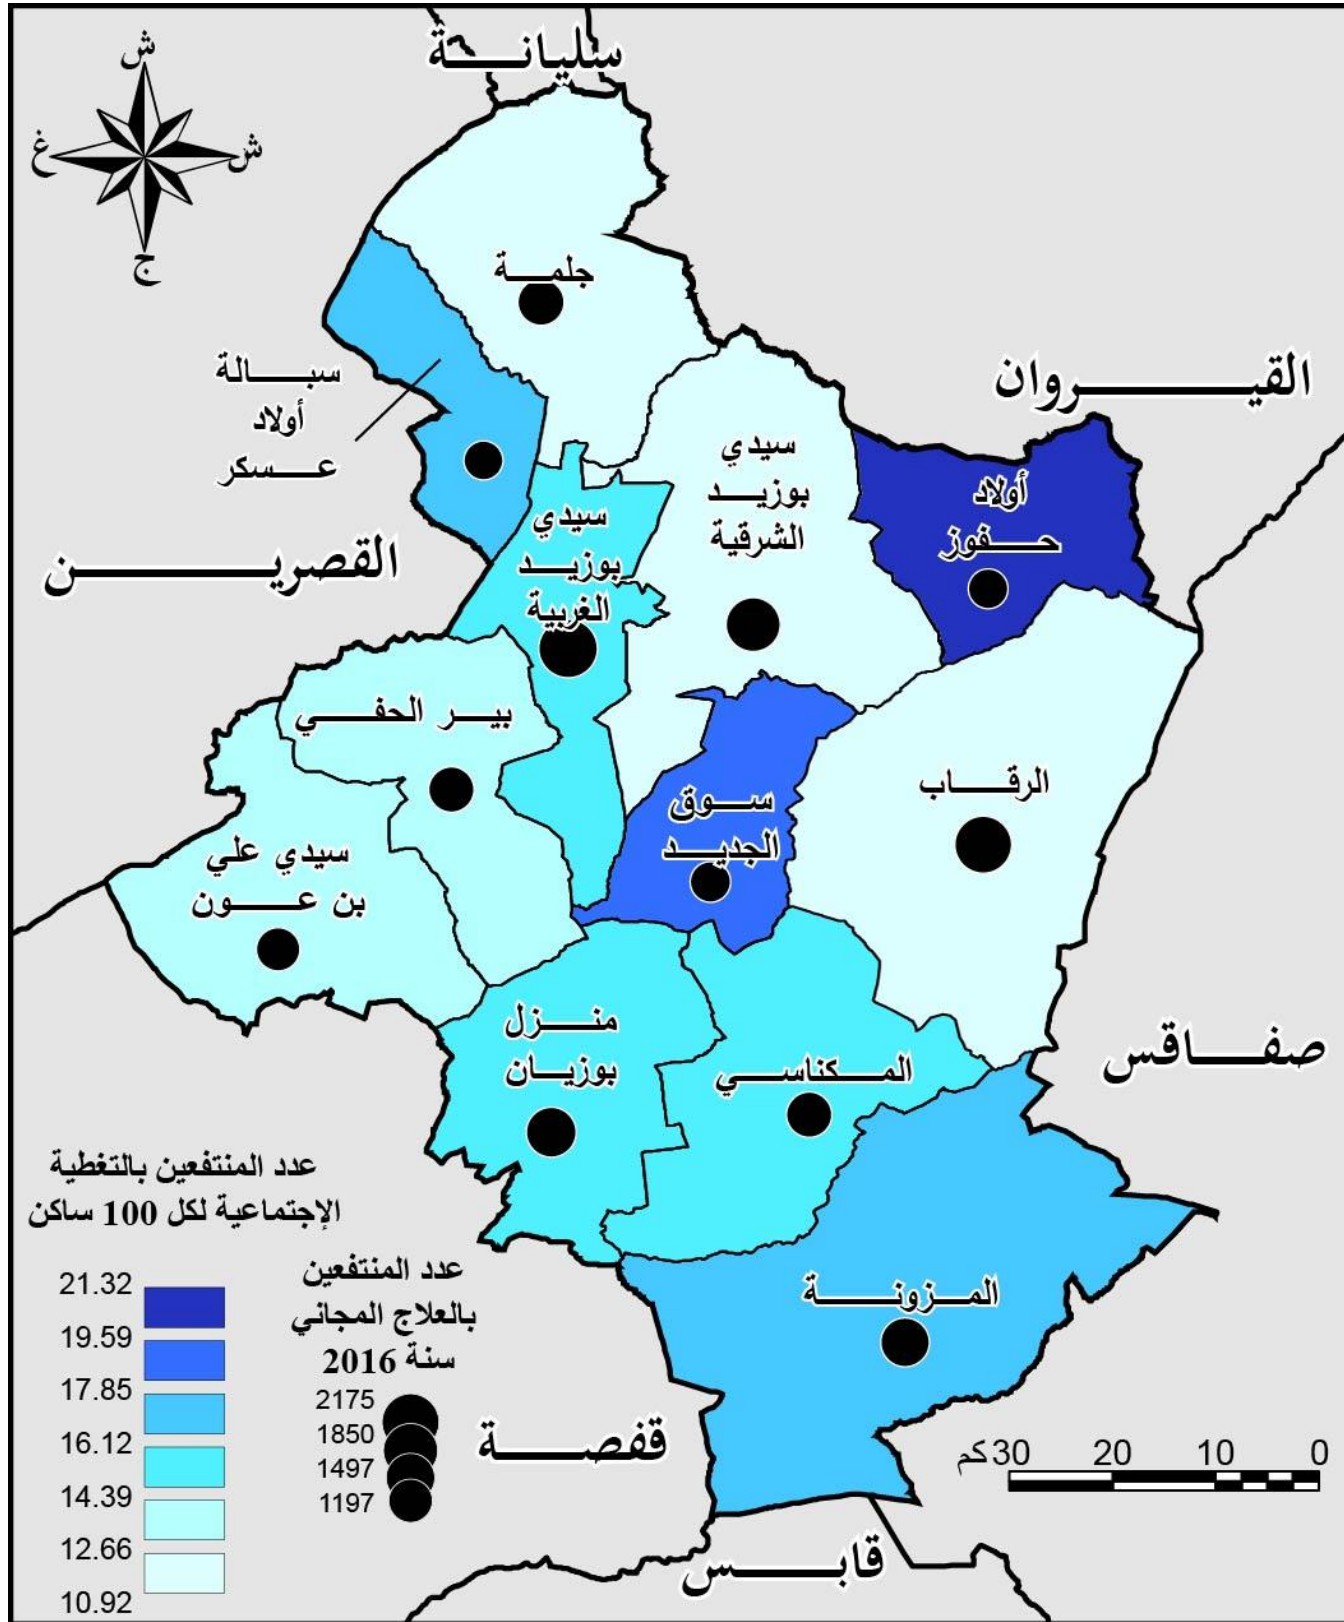 سليانة
ش
غ
ش
ج
جلمة
القيروان
سبالة
أولاد
عسكر
سيدي
بوزيد
الشرقية
أولاد
حفوز
سيدي
بوزيد
الغربية
القصرين
بير الحفي
الرقاب
سوق
الجديد
سيدي علي
بن عون
منزل
بوزيان
المكناسي
صفاقس
المزونة
عدد المنتفعين بالتغطية
الإجتماعية لكل 100 ساكن
21.32
19.59
17.85
16.12
14.39
12.66
10.92
عدد المنتفعين
بالعلاج المجاني
سنة 2016
2175
1850
1497
1197
قفصة
0 10 20 30 كم
قابس